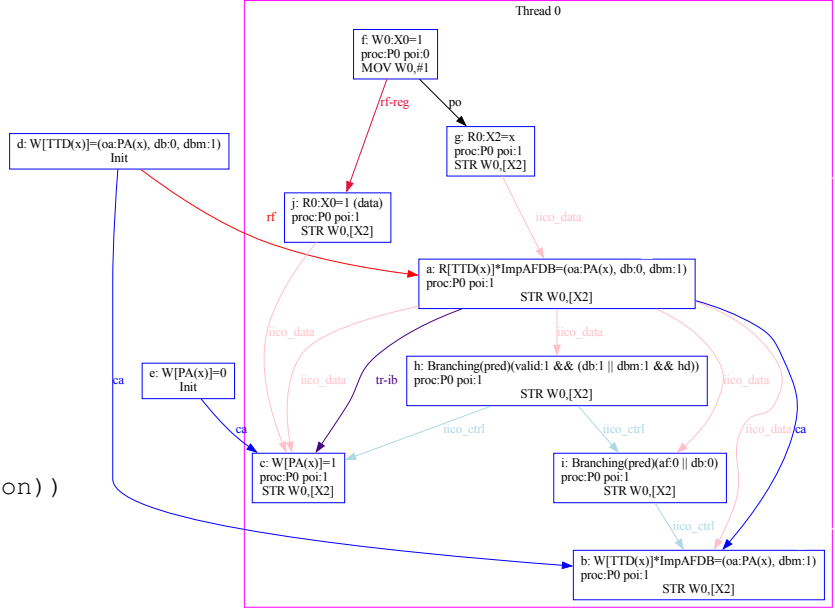 Thread 0
f: W0:X0=1
proc:P0 poi:0
MOV W0,#1
rf-reg
po
g: R0:X2=x
proc:P0 poi:1
STR W0,[X2]
d: W[TTD(x)]=(oa:PA(x), db:0, dbm:1)
Init
j: R0:X0=1 (data)
proc:P0 poi:1
STR W0,[X2]
rf
iico_data
a: R[TTD(x)]*ImpAFDB=(oa:PA(x), db:0, dbm:1)
proc:P0 poi:1
STR W0,[X2]
iico_data
iico_data
h: Branching(pred)(valid:1 && (db:1 || dbm:1 && hd))
proc:P0 poi:1
STR W0,[X2]
e: W[PA(x)]=0
Init
ca
iico_data
tr-ib
iico_data
ca
iico_ctrl
iico_ctrl
iico_data
ca
c: W[PA(x)]=1
proc:P0 poi:1
STR W0,[X2]
i: Branching(pred)(af:0 || db:0)
proc:P0 poi:1
STR W0,[X2]
on))
iico_ctrl
b: W[TTD(x)]*ImpAFDB=(oa:PA(x), dbm:1)
proc:P0 poi:1
STR W0,[X2]